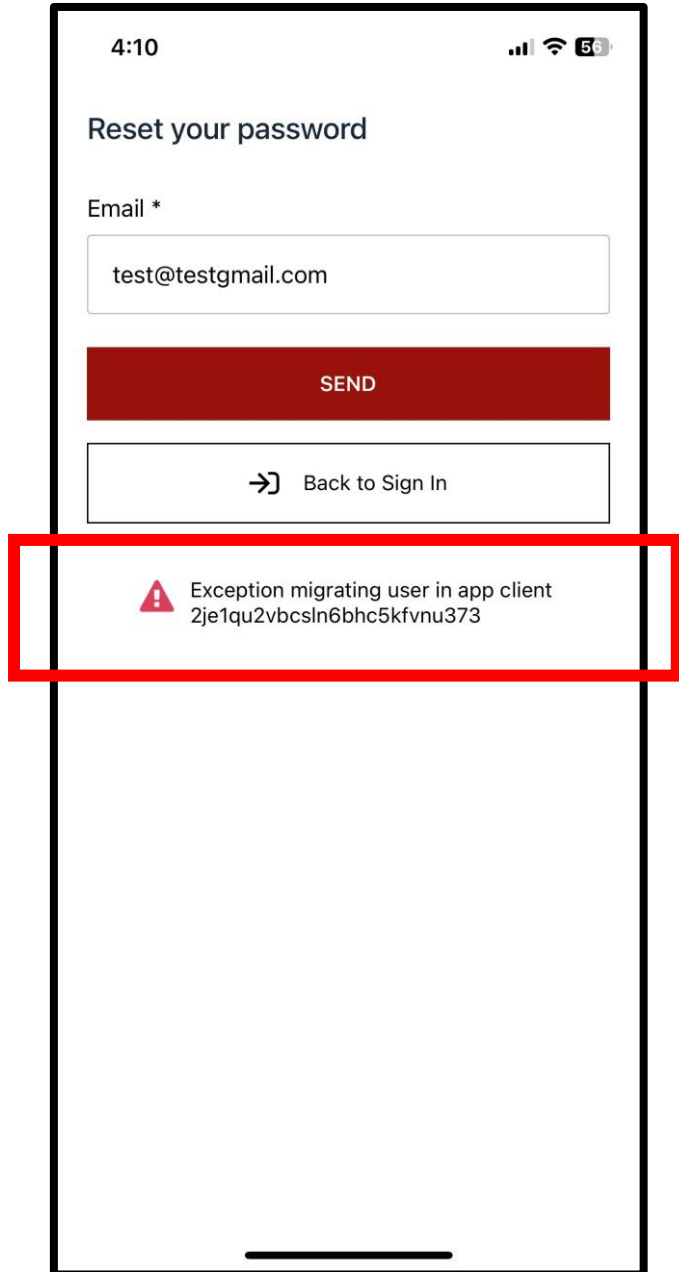 4:10
56
Reset your password
Email *
test@testgmail.com
SEND
Back to Sign In
Exception migrating user in app client
2je1qu2vbcsln6bhc5kfvnu373